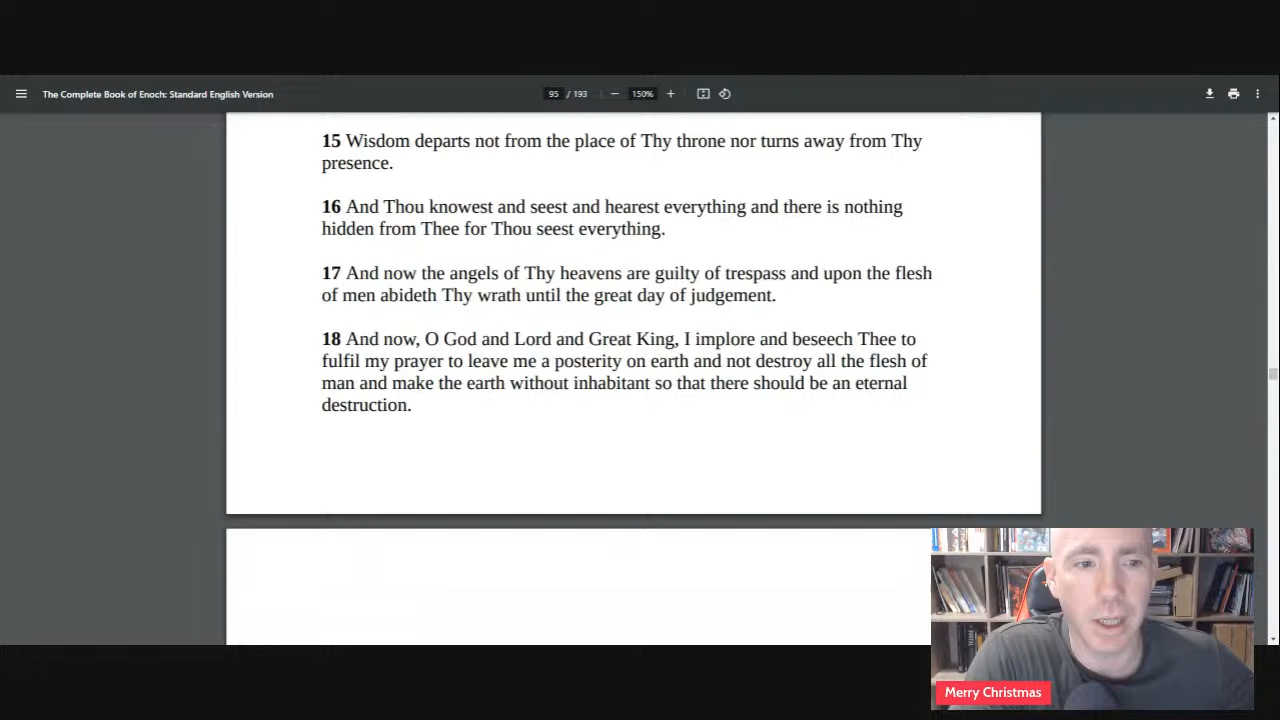 The Complete Book of Enoch: Standard English Version
95 / 193
150%
15 Wisdom departs not from the place of Thy throne nor turns away from Thy
presence.
16 And Thou knowest and seest and hearest everything and there is nothing
hidden from Thee for Thou seest everything.
17 And now the angels of Thy heavens are guilty of trespass and upon the flesh
of men abideth Thy wrath until the great day of judgement.
18 And now, O God and Lord and Great King, I implore and beseech Thee to
fulfil my prayer to leave me a posterity on earth and not destroy all the flesh of
man and make the earth without inhabitant so that there should be an eternal
destruction.
Merry Christmas